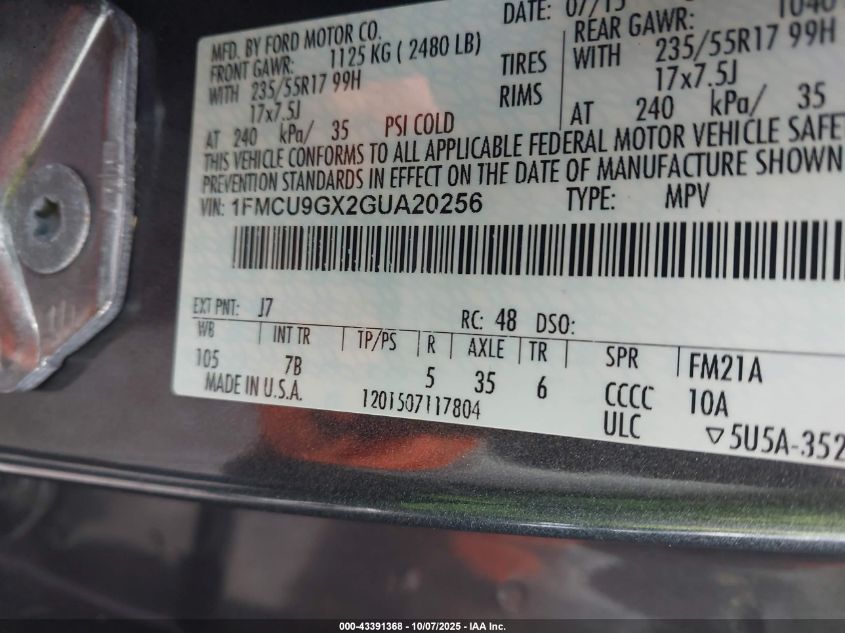 MFD. BY FORD MOTOR CO.
DATE: 07/15
FRONT GAWR: 1125 KG ( 2480 LB)
REAR GAWR:
WITH 235/55R17 99H TIRES WITH 235/55R17 99H
17x7.5J RIMS 17x7.5J
AT 240 kPa/ 35 PSI COLD AT 240 kPa/ 35
THIS VEHICLE CONFORMS TO ALL APPLICABLE FEDERAL MOTOR VEHICLE SAFE
PREVENTION STANDARDS IN EFFECT ON THE DATE OF MANUFACTURE SHOWN
VIN: 1FMCU9GX2GUA20256 TYPE: MPV
EXT PNT: J7 RC: 48 DSO:
WB INT TR TP/PS R AXLE TR SPR FM21A
105 7B 5 35 6 CCCC 10A
MADE IN U.S.A. 1201507117804 ULC ▽5U5A-352
000-43391368 - 10/07/2025 - IAA Inc.